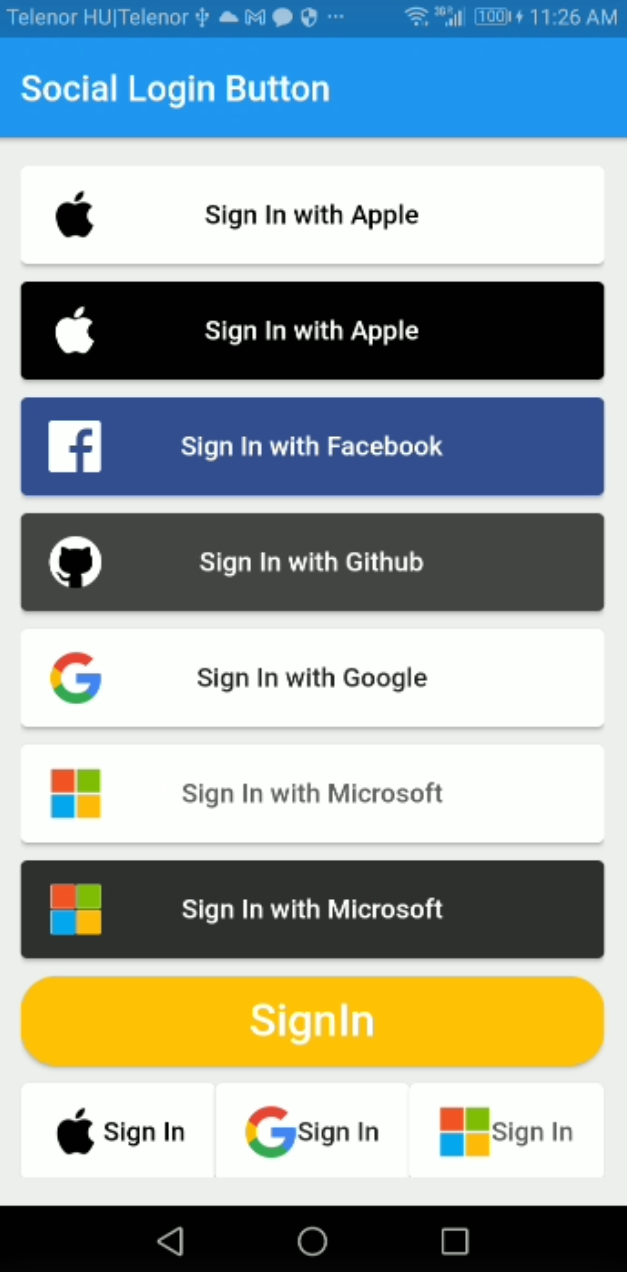 Telenor HU|Telenor 100 11:26 AM
Social Login Button
Sign In with Apple
Sign In with Apple
Sign In with Facebook
Sign In with Github
Sign In with Google
Sign In with Microsoft
Sign In with Microsoft
SignIn
Sign In Sign In Sign In